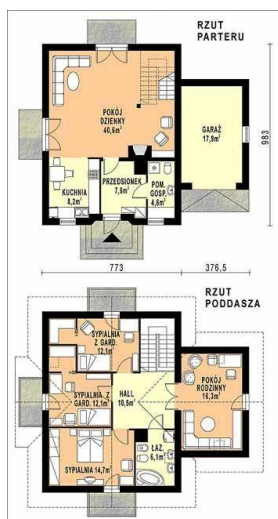 RZUT
PARTERU
POKÓJ
DZIENNY
40,6m²
GARAŻ
17,9m²
983
KUCHNIA
8,2m²
PRZEDSIONEK
7,6m²
POM.
GOSP.
4,6m²
773
376,5
RZUT
PODDASZA
SYPIALNIA
Z GARD.
12,1m²
SYPIALNIA Z
GARD. 12,1m²
HALL
10,5m²
POKÓJ
RODZINNY
16,3m²
SYPIALNIA 14,7m²
ŁAZ.
6,1m²